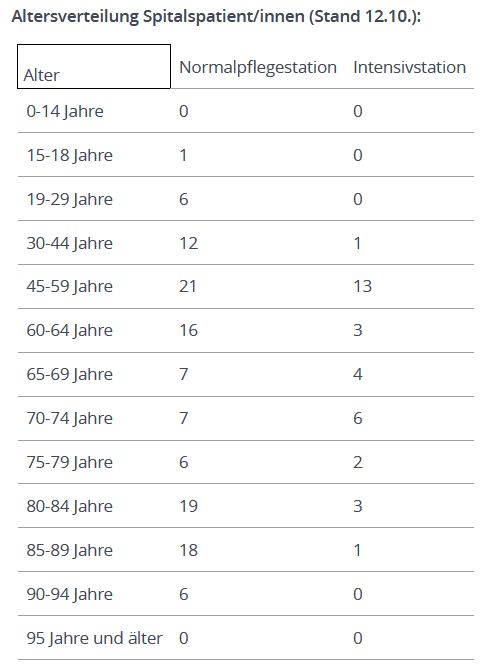 Altersverteilung Spitalspatient/innen (Stand 12.10.):
Alter Normalpflegestation Intensivstation
0-14 Jahre 0 0
15-18 Jahre 1 0
19-29 Jahre 6 0
30-44 Jahre 12 1
45-59 Jahre 21 13
60-64 Jahre 16 3
65-69 Jahre 7 4
70-74 Jahre 7 6
75-79 Jahre 6 2
80-84 Jahre 19 3
85-89 Jahre 18 1
90-94 Jahre 6 0
95 Jahre und älter 0 0